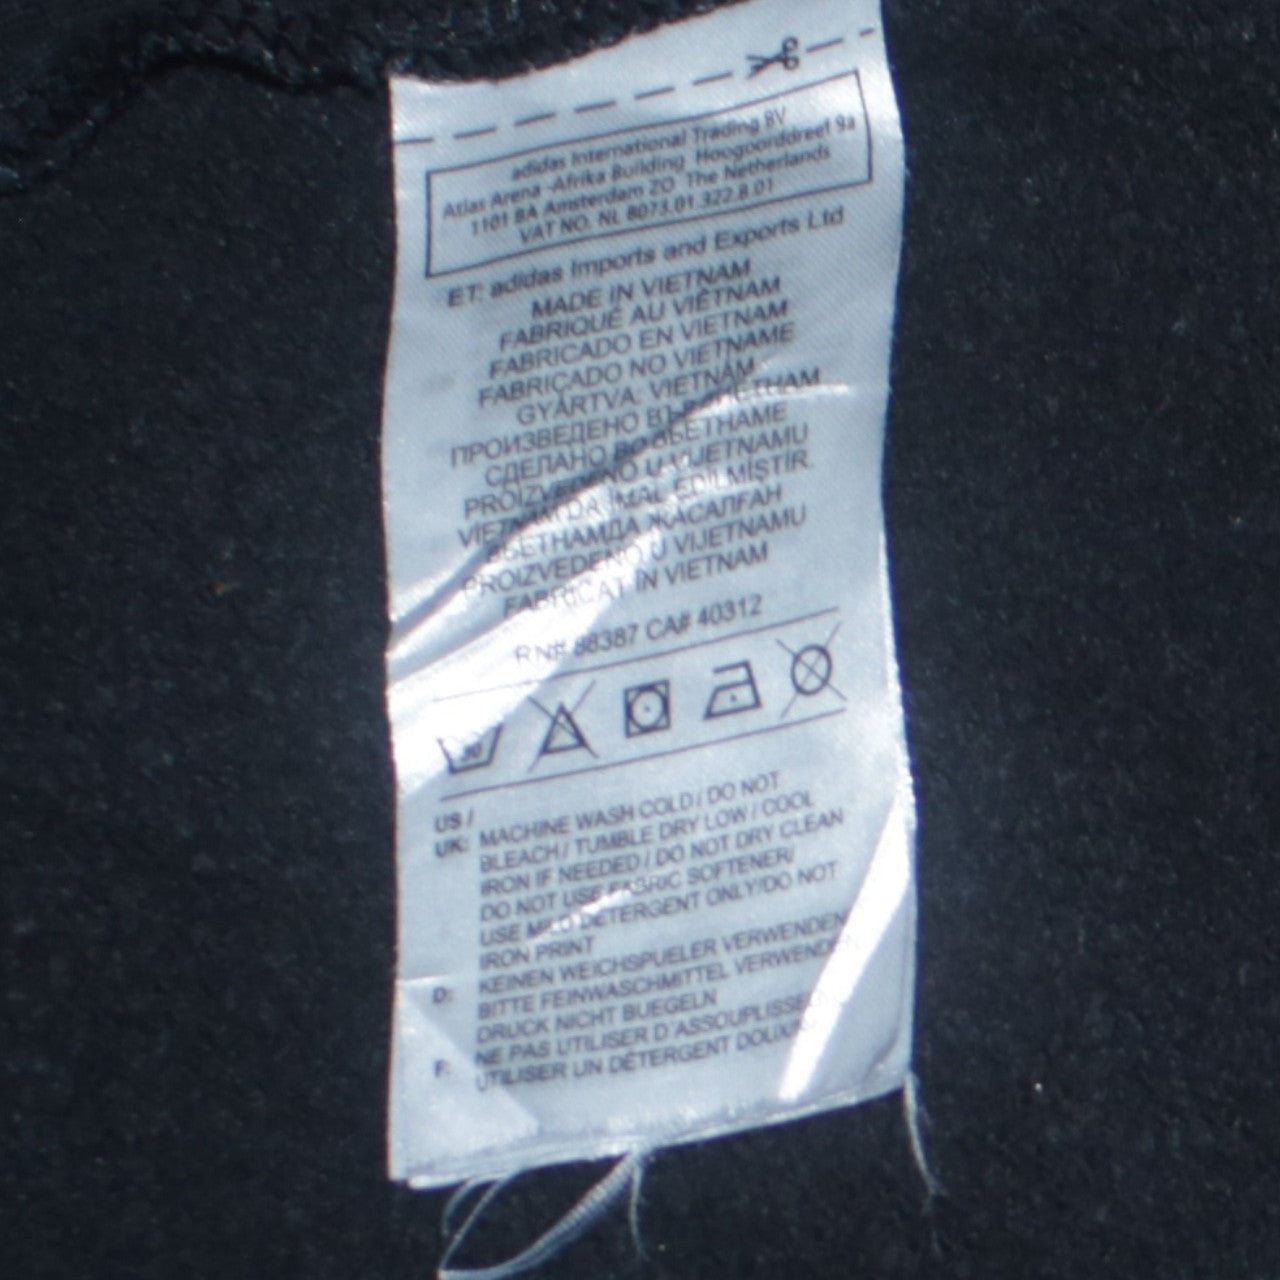 adidas International Trading BV
Atlas Arena -Afrika Building Hoogoorddreef 9a
1101 BA Amsterdam ZO The Netherlands
VAT NO. NL 8073.01.322.B.01
ET: adidas Imports and Exports Ltd
MADE IN VIETNAM
FABRIQUÉ AU VIÊTNAM
FABRICADO EN VIETNAM
FABRICADO NO VIETNAME
GYÁRTVA: VIETNÁM
ПРОИЗВЕДЕНО ВЪВ ВИЕТНАМ
СДЕЛАНО ВО ВЬЕТНАМЕ
PROIZVEDENO U VIJETNAMU
VIETNAM'DA IMAL EDİLMİŞTİR.
ВЬЕТНАМДА ЖАСАЛҒАН
PROIZVEDENO U VIJETNAMU
FABRICAT IN VIETNAM
RN# 88387 CA# 40312
30
US /
UK: MACHINE WASH COLD / DO NOT
BLEACH / TUMBLE DRY LOW / COOL
IRON IF NEEDED / DO NOT DRY CLEAN
DO NOT USE FABRIC SOFTENER/
USE MILD DETERGENT ONLY/DO NOT
IRON PRINT
D: KEINEN WEICHSPUELER VERWENDEN
BITTE FEINWASCHMITTEL VERWENDEN
DRUCK NICHT BUEGELN
F: NE PAS UTILISER D'ASSOUPLISSEUR
UTILISER UN DÉTERGENT DOUX